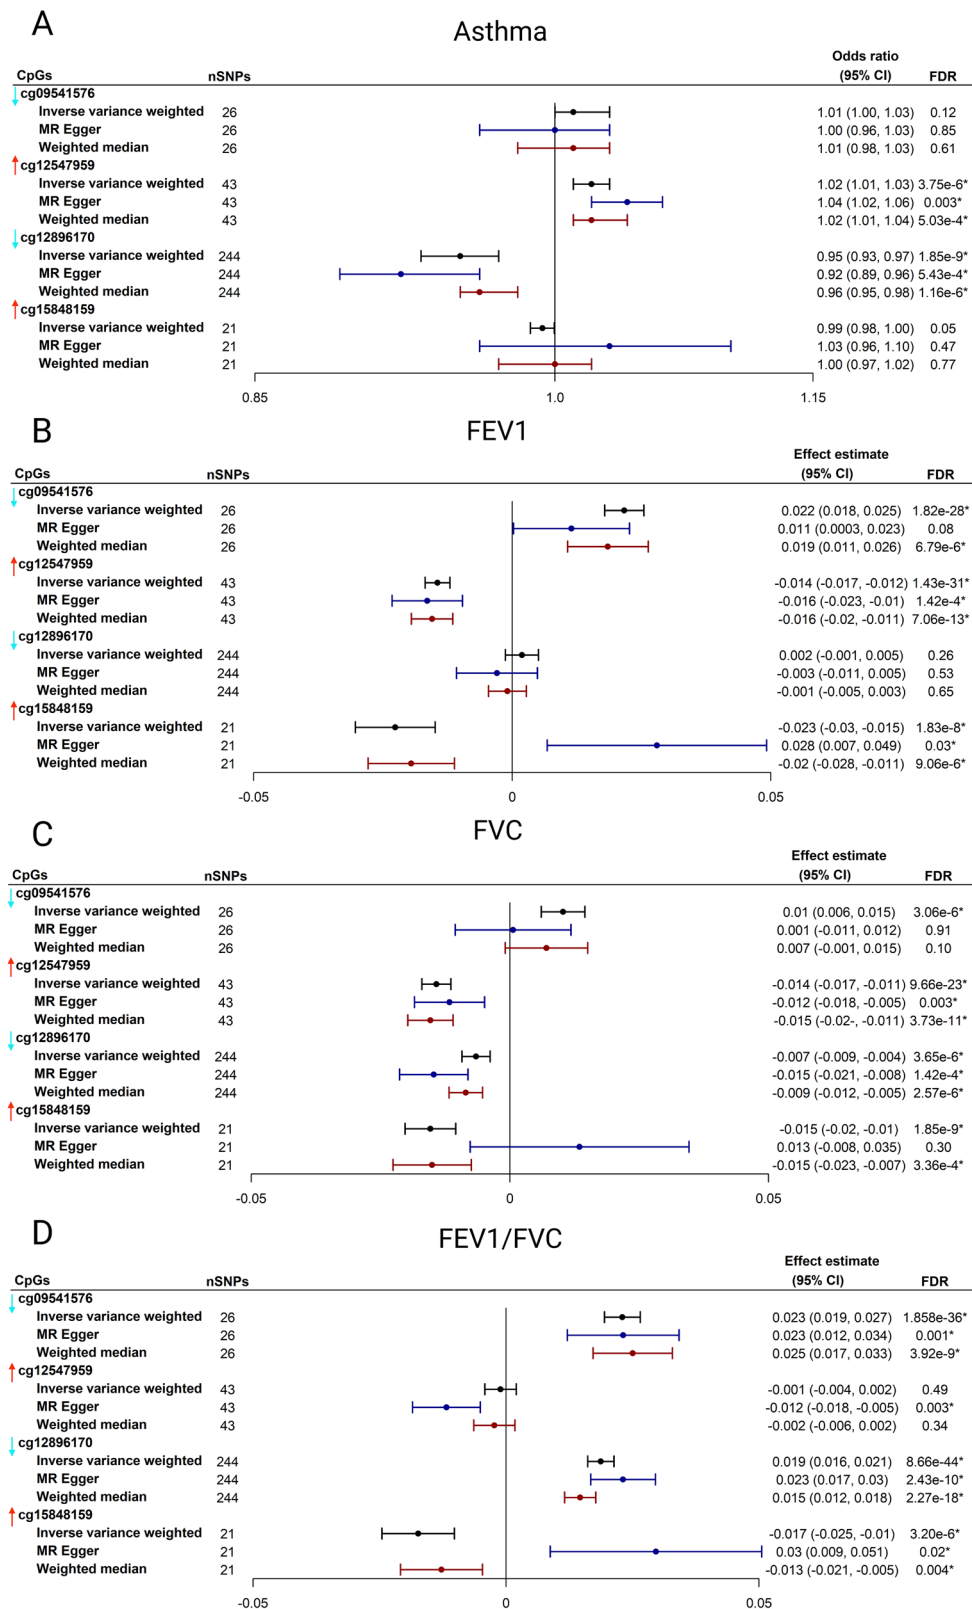 A
Asthma
Odds ratio
CpGs nSNPs (95% CI) FDR
cg09541576
Inverse variance weighted 26 1.01 (1.00, 1.03) 0.12
MR Egger 26 1.00 (0.96, 1.03) 0.85
Weighted median 26 1.01 (0.98, 1.03) 0.61
cg12547959
Inverse variance weighted 43 1.02 (1.01, 1.03) 3.75e-6*
MR Egger 43 1.04 (1.02, 1.06) 0.003*
Weighted median 43 1.02 (1.01, 1.04) 5.03e-4*
cg12896170
Inverse variance weighted 244 0.95 (0.93, 0.97) 1.85e-9*
MR Egger 244 0.92 (0.89, 0.96) 5.43e-4*
Weighted median 244 0.96 (0.95, 0.98) 1.16e-6*
cg15848159
Inverse variance weighted 21 0.99 (0.98, 1.00) 0.05
MR Egger 21 1.03 (0.96, 1.10) 0.47
Weighted median 21 1.00 (0.97, 1.02) 0.77
0.85 1.0 1.15
B
FEV1
Effect estimate
CpGs nSNPs (95% CI) FDR
cg09541576
Inverse variance weighted 26 0.022 (0.018, 0.025) 1.82e-28*
MR Egger 26 0.011 (0.0003, 0.023) 0.08
Weighted median 26 0.019 (0.011, 0.026) 6.79e-6*
cg12547959
Inverse variance weighted 43 -0.014 (-0.017, -0.012) 1.43e-31*
MR Egger 43 -0.016 (-0.023, -0.01) 1.42e-4*
Weighted median 43 -0.016 (-0.02, -0.011) 7.06e-13*
cg12896170
Inverse variance weighted 244 0.002 (-0.001, 0.005) 0.26
MR Egger 244 -0.003 (-0.011, 0.005) 0.53
Weighted median 244 -0.001 (-0.005, 0.003) 0.65
cg15848159
Inverse variance weighted 21 -0.023 (-0.03, -0.015) 1.83e-8*
MR Egger 21 0.028 (0.007, 0.049) 0.03*
Weighted median 21 -0.02 (-0.028, -0.011) 9.06e-6*
-0.05 0 0.05
C
FVC
Effect estimate
CpGs nSNPs (95% CI) FDR
cg09541576
Inverse variance weighted 26 0.01 (0.006, 0.015) 3.06e-6*
MR Egger 26 0.001 (-0.011, 0.012) 0.91
Weighted median 26 0.007 (-0.001, 0.015) 0.10
cg12547959
Inverse variance weighted 43 -0.014 (-0.017, -0.011) 9.66e-23*
MR Egger 43 -0.012 (-0.018, -0.005) 0.003*
Weighted median 43 -0.015 (-0.02-, -0.011) 3.73e-11*
cg12896170
Inverse variance weighted 244 -0.007 (-0.009, -0.004) 3.65e-6*
MR Egger 244 -0.015 (-0.021, -0.008) 1.42e-4*
Weighted median 244 -0.009 (-0.012, -0.005) 2.57e-6*
cg15848159
Inverse variance weighted 21 -0.015 (-0.02, -0.01) 1.85e-9*
MR Egger 21 0.013 (-0.008, 0.035) 0.30
Weighted median 21 -0.015 (-0.023, -0.007) 3.36e-4*
-0.05 0 0.05
D
FEV1/FVC
Effect estimate
CpGs nSNPs (95% CI) FDR
cg09541576
Inverse variance weighted 26 0.023 (0.019, 0.027) 1.858e-36*
MR Egger 26 0.023 (0.012, 0.034) 0.001*
Weighted median 26 0.025 (0.017, 0.033) 3.92e-9*
cg12547959
Inverse variance weighted 43 -0.001 (-0.004, 0.002) 0.49
MR Egger 43 -0.012 (-0.018, -0.005) 0.003*
Weighted median 43 -0.002 (-0.006, 0.002) 0.34
cg12896170
Inverse variance weighted 244 0.019 (0.016, 0.021) 8.66e-44*
MR Egger 244 0.023 (0.017, 0.03) 2.43e-10*
Weighted median 244 0.015 (0.012, 0.018) 2.27e-18*
cg15848159
Inverse variance weighted 21 -0.017 (-0.025, -0.01) 3.20e-6*
MR Egger 21 0.03 (0.009, 0.051) 0.02*
Weighted median 21 -0.013 (-0.021, -0.005) 0.004*
-0.05 0 0.05